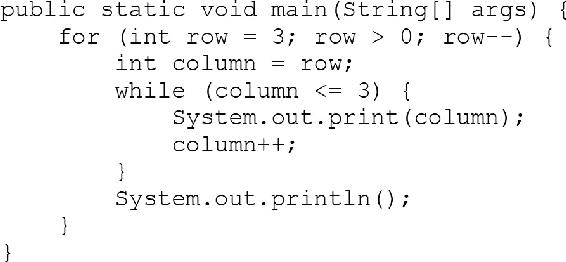 public static void main(String[] args) {
    for (int row = 3; row > 0; row--) {
        int column = row;
        while (column <= 3) {
            System.out.print(column);
            column++;
        }
        System.out.println();
    }
}